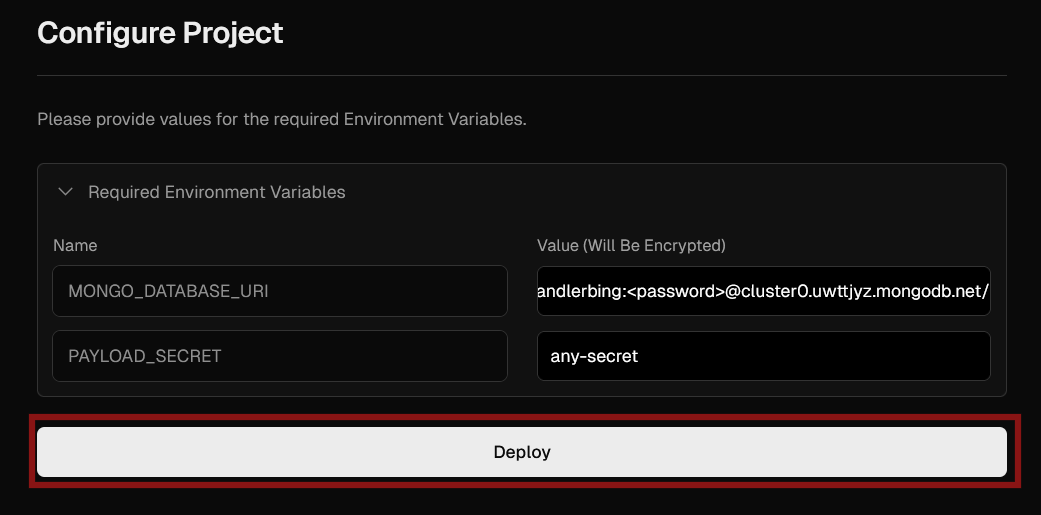 Configure Project
Please provide values for the required Environment Variables.
Required Environment Variables
Name
Value (Will Be Encrypted)
MONGO_DATABASE_URI
andlerbing:<password>@cluster0.uwttjyz.mongodb.net/
PAYLOAD_SECRET
any-secret
Deploy